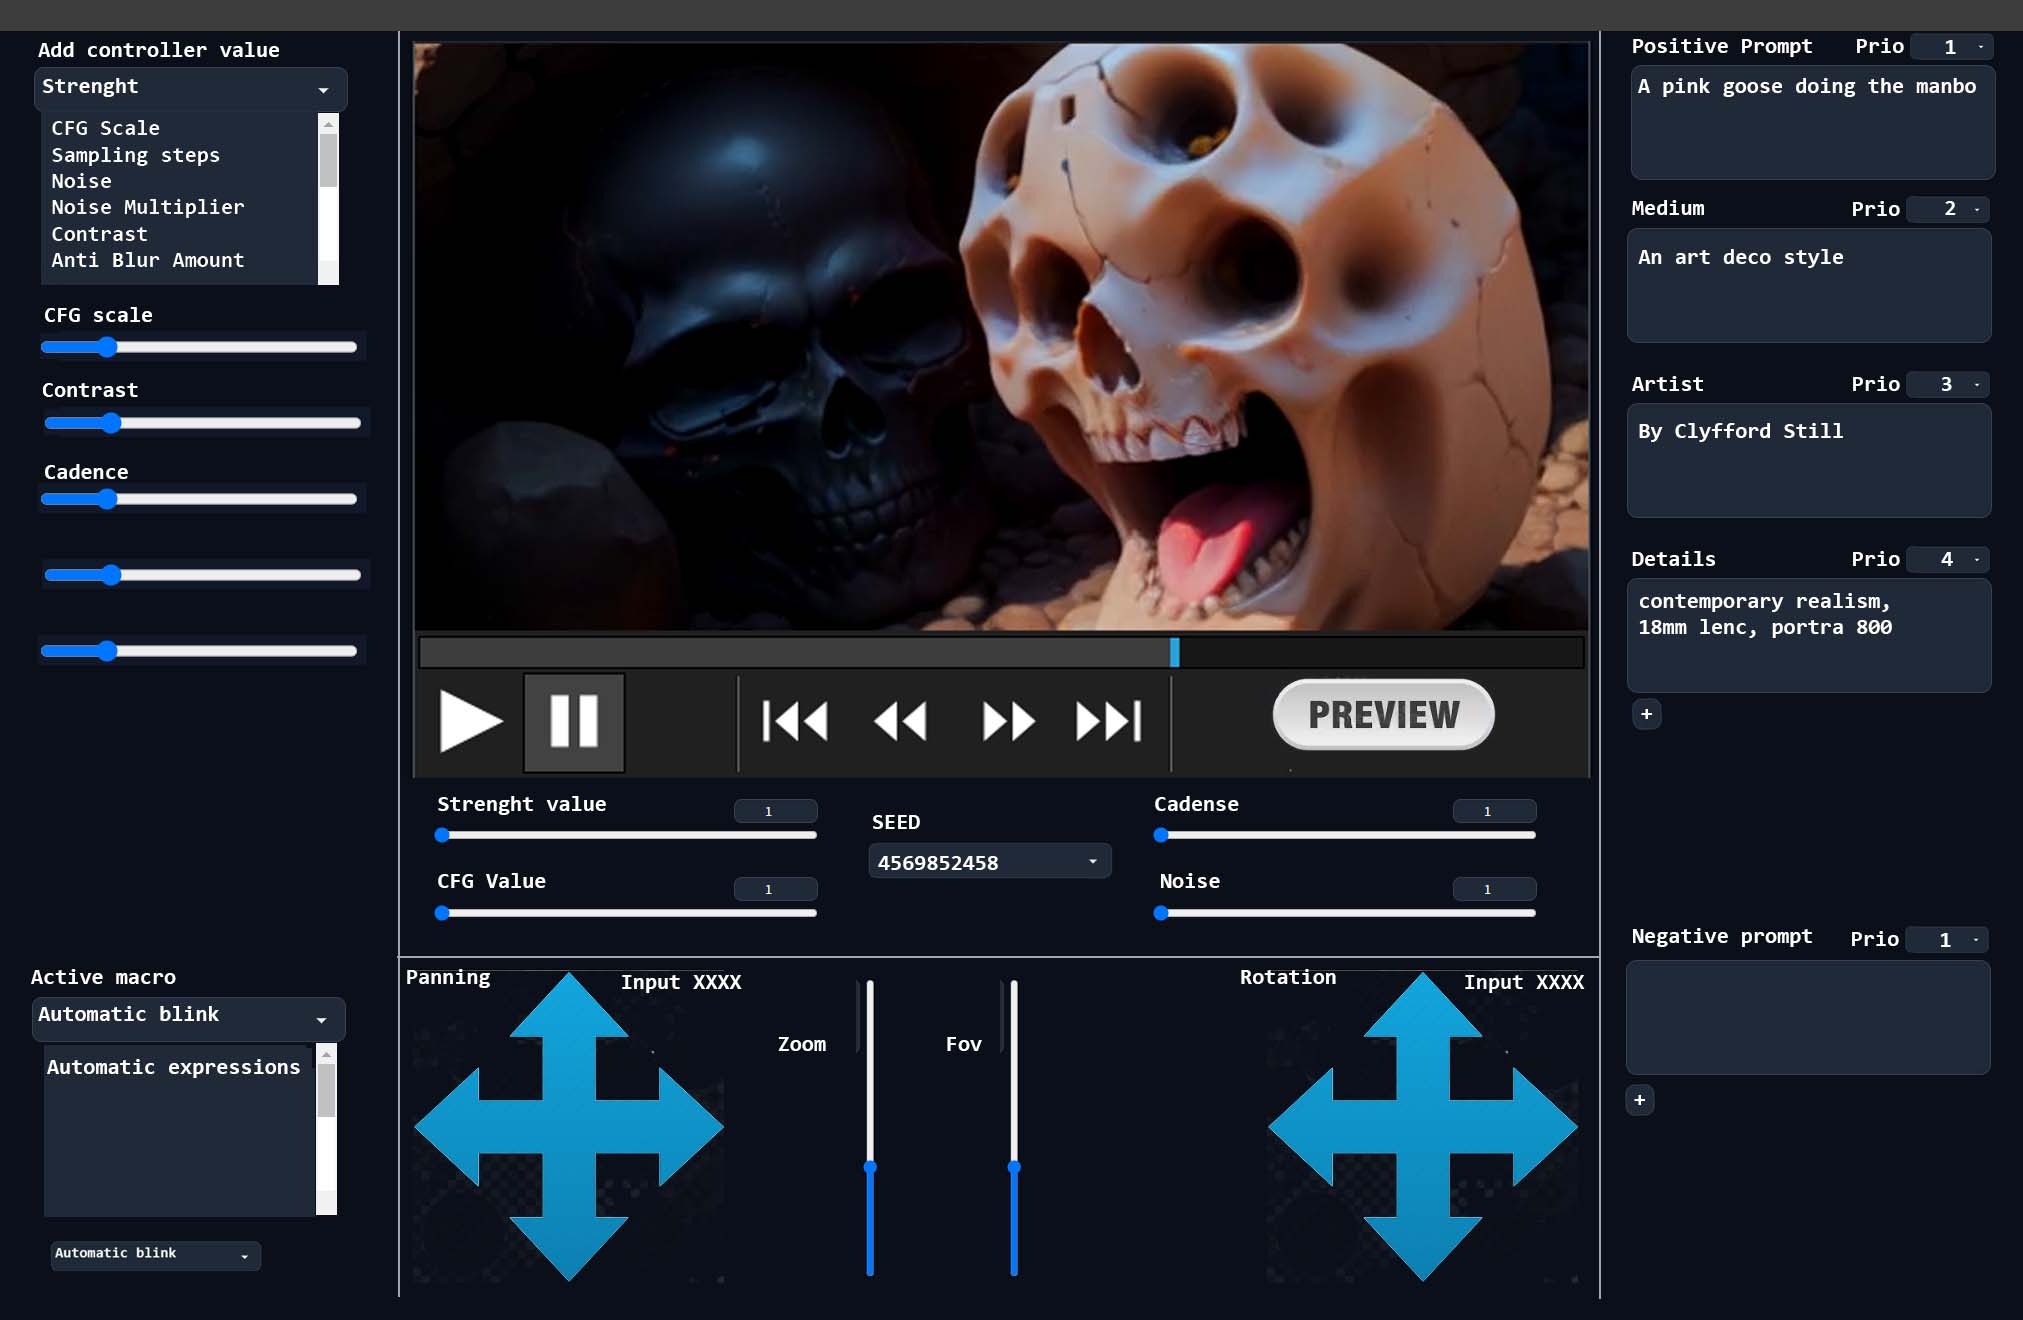 Add controller value
Strenght
CFG Scale
Sampling steps
Noise
Noise Multiplier
Contrast
Anti Blur Amount
CFG scale
Contrast
Cadence
Active macro
Automatic blink
Automatic expressions
Automatic blink
PREVIEW
Strenght value 1
CFG Value 1
SEED
4569852458
Cadense 1
Noise 1
Panning Input XXXX
Zoom
Fov
Rotation Input XXXX
Positive Prompt Prio 1
A pink goose doing the manbo
Medium Prio 2
An art deco style
Artist Prio 3
By Clyfford Still
Details Prio 4
contemporary realism,
18mm lenc, portra 800
+
Negative prompt Prio 1
+